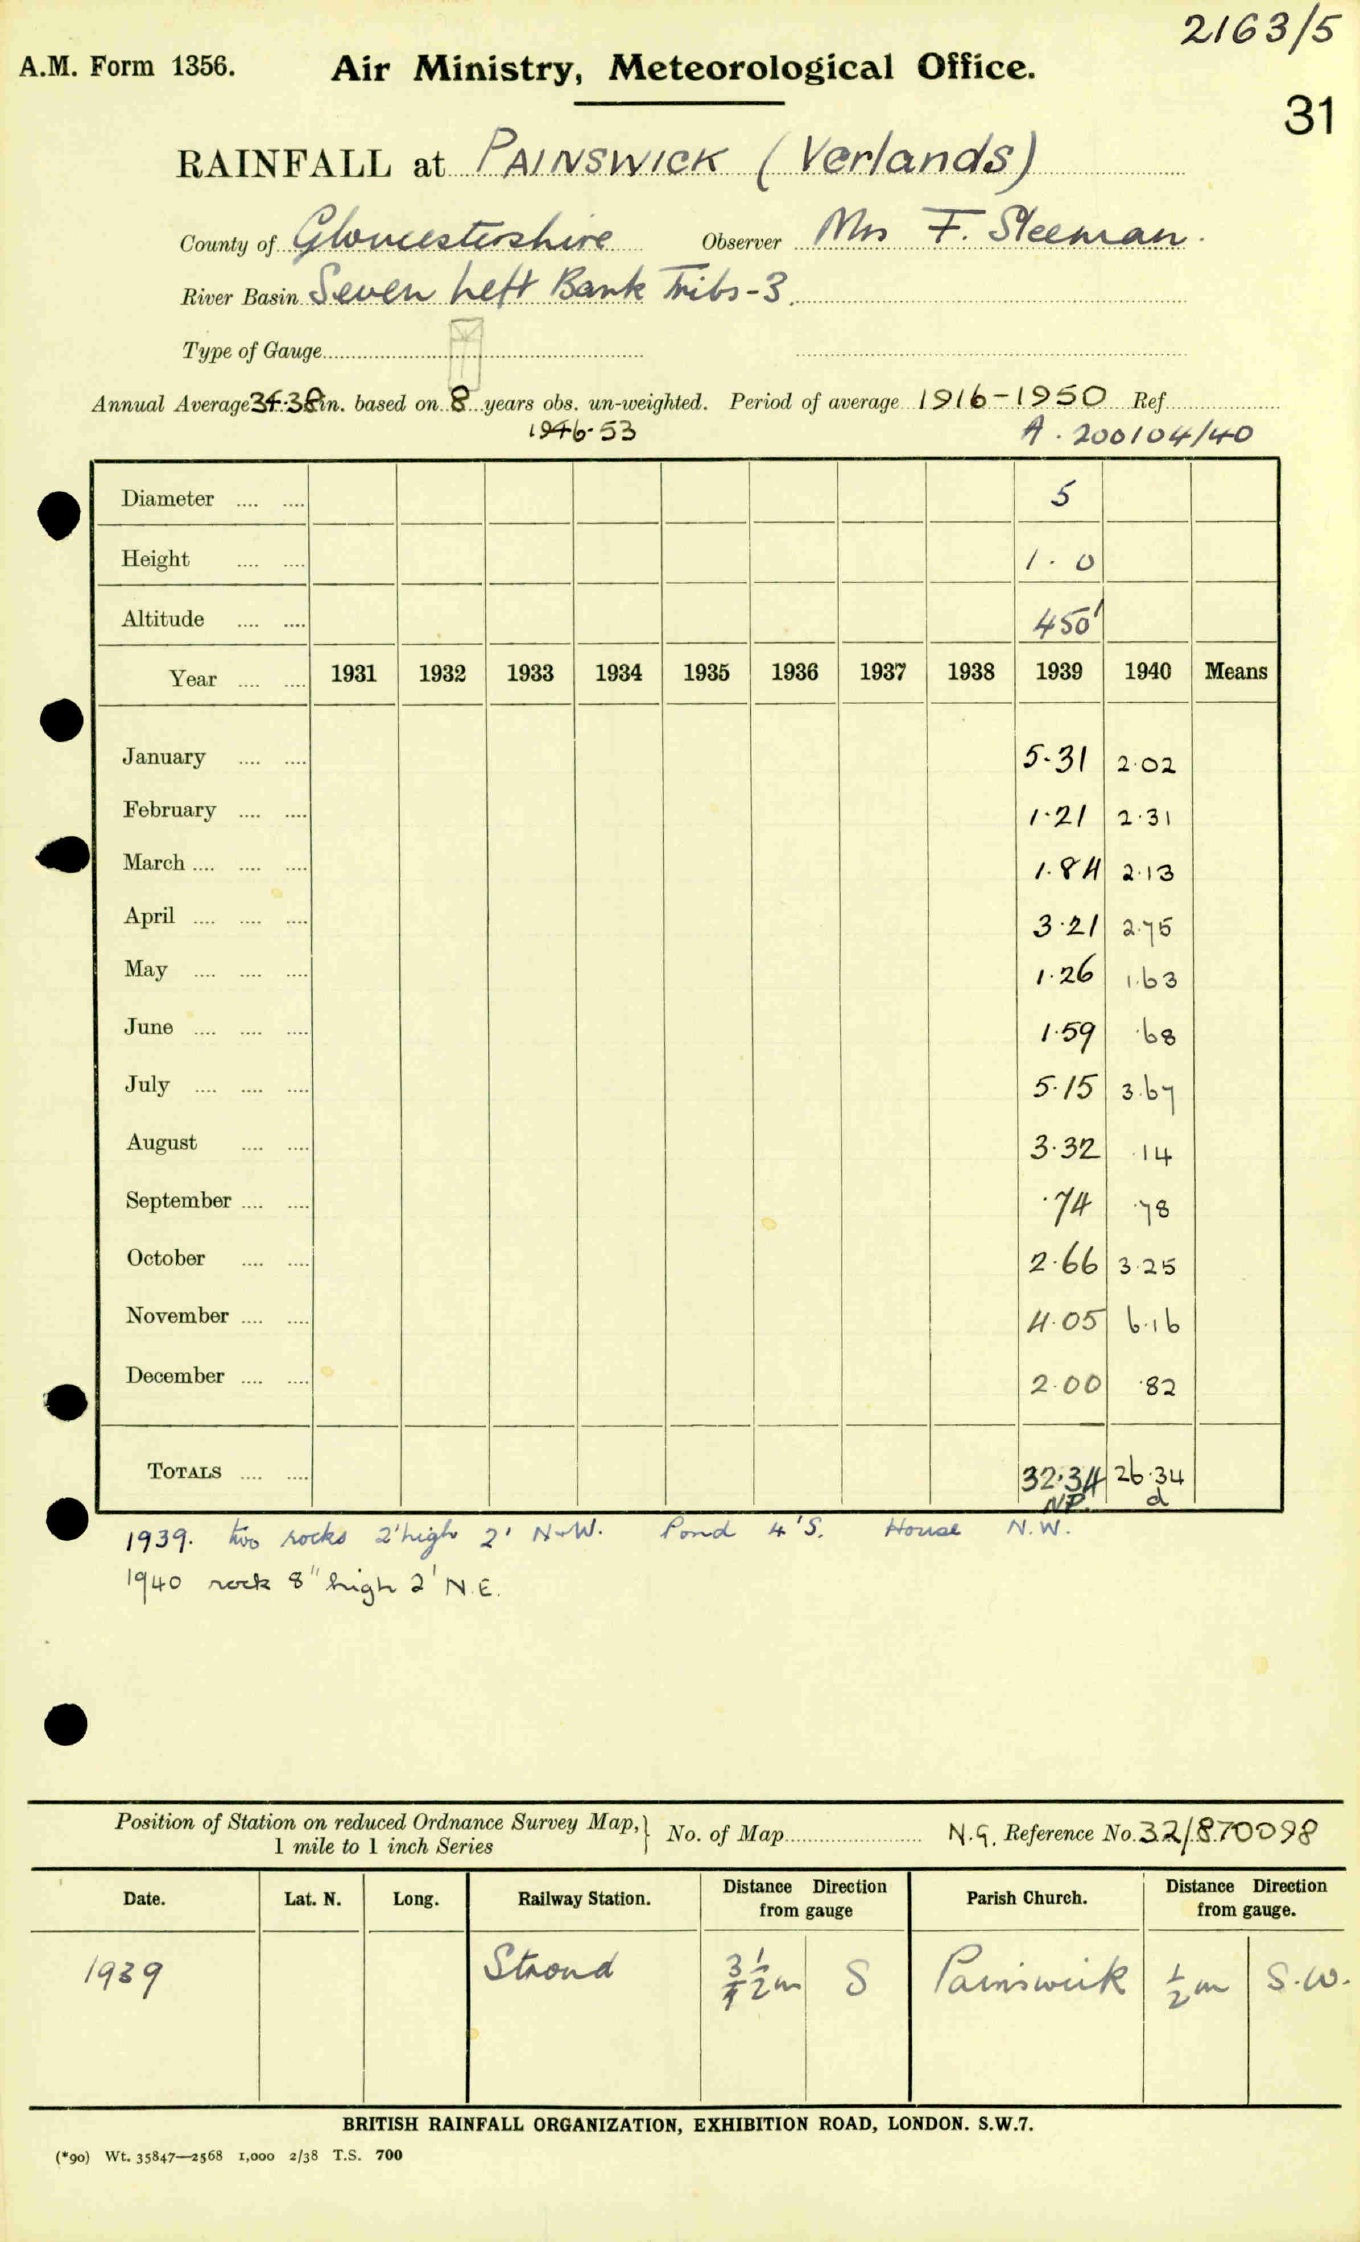 2163/5
A.M. Form 1356. Air Ministry, Meteorological Office.
31
RAINFALL at PAINSWICK (Verlands)
County of Gloucestershire Observer Mrs F. Sleeman.
River Basin Seven Left Bank Tribs-3.
Type of Gauge
Annual Average in. based on 8 years obs. un-weighted. Period of average 1916-1950 Ref.
1946-53 A. 200104/40
Diameter .... .... 5
Height .... .... 1. 0
Altitude .... .... 450'
Year .... .... 1931 1932 1933 1934 1935 1936 1937 1938 1939 1940 Means
January .... .... 5.31 2.02
February .... .... 1.21 2.31
March .... .... .... 1.84 2.13
April .... .... .... 3.21 2.75
May .... .... .... 1.26 1.63
June .... .... .... 1.59 .68
July .... .... .... 5.15 3.67
August .... .... 3.32 .14
September .... .... .74 .78
October .... .... 2.66 3.25
November .... .... 4.05 6.16
December .... .... 2.00 .82
TOTALS .... .... 32.34 26.34
NP. d
1939. two rocks 2' high 2' N+W. Pond 4'S. House N.W.
1940 rock 8" high 2' N.E.
Position of Station on reduced Ordnance Survey Map,} No. of Map N.G. Reference No. 32/870098
1 mile to 1 inch Series
Date. Lat. N. Long. Railway Station. Distance Direction from gauge Parish Church. Distance Direction from gauge.
1939 Stroud 3 1/2 m S Painswick 1/2 m S.W.
BRITISH RAINFALL ORGANIZATION, EXHIBITION ROAD, LONDON. S.W.7.
(*90) Wt. 35847—2568 1,000 2/38 T.S. 700